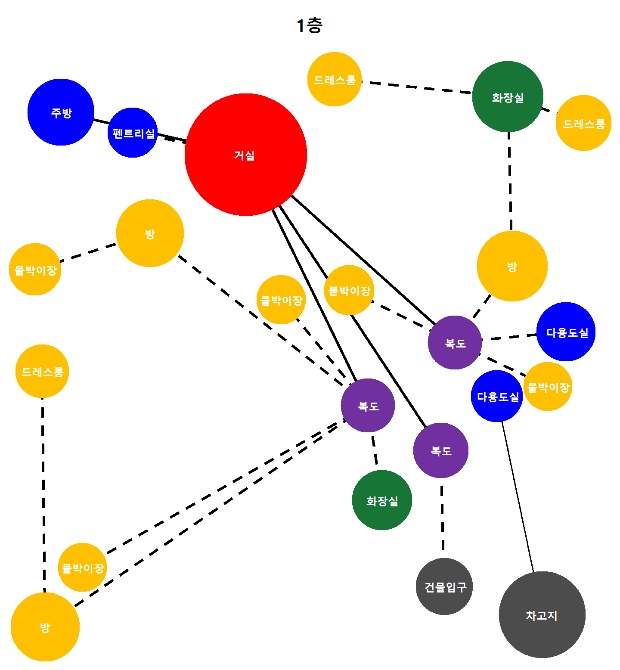 1층
드레스룸
화장실
드레스룸
주방
펜트리실
거실
방
붙박이장
방
붙박이장
붙박이장
다용도실
복도
드레스룸
붙박이장
다용도실
복도
복도
화장실
붙박이장
건물입구
차고지
방